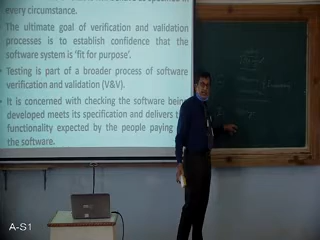 every circumstance.
The ultimate goal of verification and validation
processes is to establish confidence that the
software system is 'fit for purpose'.
Testing is part of a broader process of software
verification and validation (V&V).
It is concerned with checking the software bein
developed meets its specification and delivers t
functionality expected by the people paying
the software.
A-S1